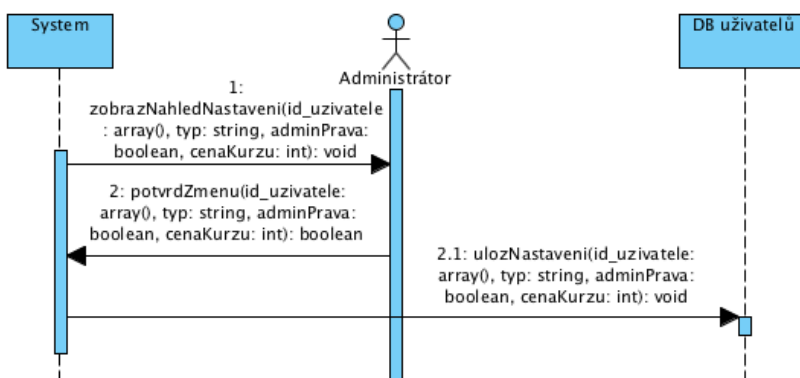 System
DB uživatelů
Administrátor
1:
zobrazNahledNastaveni(id_uzivatele
: array(), typ: string, adminPrava:
boolean, cenaKurzu: int): void
2: potvrdZmenu(id_uzivatele:
array(), typ: string, adminPrava:
boolean, cenaKurzu: int): boolean
2.1: ulozNastaveni(id_uzivatele:
array(), typ: string, adminPrava:
boolean, cenaKurzu: int): void